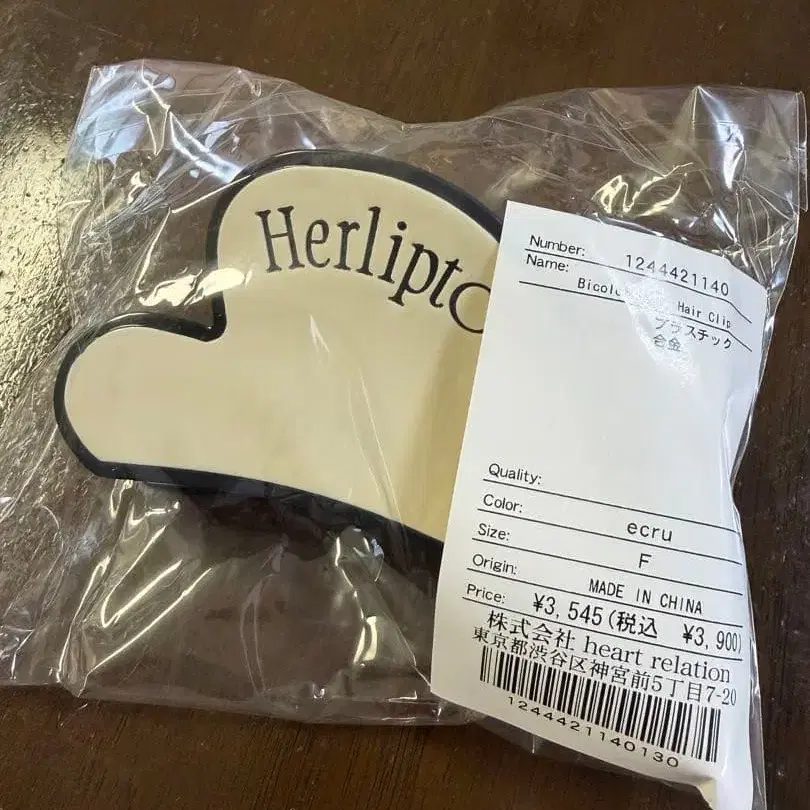 Herlipto
Number: 1244421140
Name: Hair Clip
プラスチック
合金
Quality:
Color: ecru
Size: F
Origin: MADE IN CHINA
Price: ¥3,545(税込 ¥3,900)
株式会社 heart relation
東京都渋谷区神宮前5丁目7-20
1244421140130